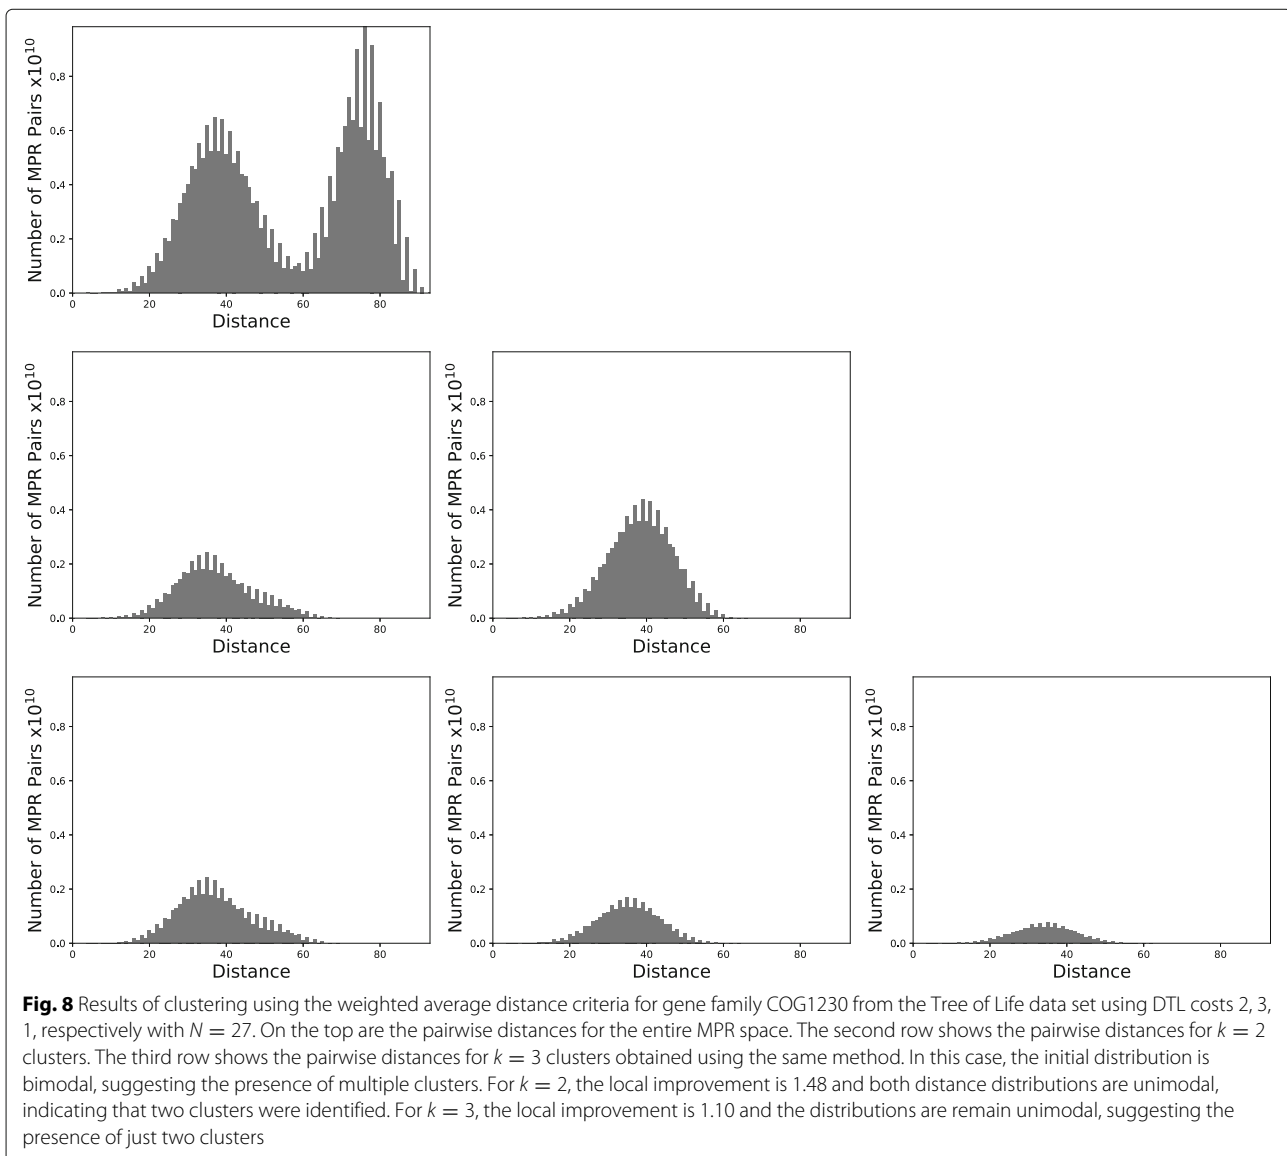 Number of MPR Pairs x10^10
0.8
0.6
0.4
0.2
0.0
0 20 40 60 80
Distance
Number of MPR Pairs x10^10
0.8
0.6
0.4
0.2
0.0
0 20 40 60 80
Distance
Number of MPR Pairs x10^10
0.8
0.6
0.4
0.2
0.0
0 20 40 60 80
Distance
Number of MPR Pairs x10^10
0.8
0.6
0.4
0.2
0.0
0 20 40 60 80
Distance
Number of MPR Pairs x10^10
0.8
0.6
0.4
0.2
0.0
0 20 40 60 80
Distance
Number of MPR Pairs x10^10
0.8
0.6
0.4
0.2
0.0
0 20 40 60 80
Distance
Fig. 8 Results of clustering using the weighted average distance criteria for gene family COG1230 from the Tree of Life data set using DTL costs 2, 3,
1, respectively with N = 27. On the top are the pairwise distances for the entire MPR space. The second row shows the pairwise distances for k = 2
clusters. The third row shows the pairwise distances for k = 3 clusters obtained using the same method. In this case, the initial distribution is
bimodal, suggesting the presence of multiple clusters. For k = 2, the local improvement is 1.48 and both distance distributions are unimodal,
indicating that two clusters were identified. For k = 3, the local improvement is 1.10 and the distributions are remain unimodal, suggesting the
presence of just two clusters